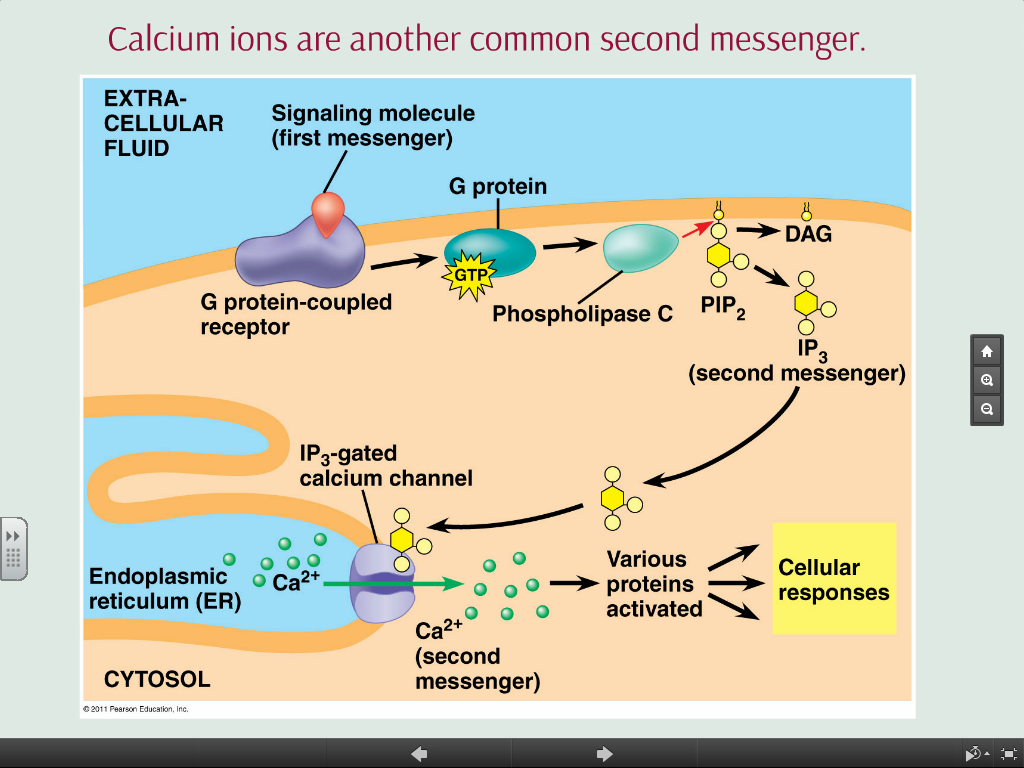 Calcium ions are another common second messenger.
EXTRA-
CELLULAR
FLUID
Signaling molecule
(first messenger)
G protein
GTP
G protein-coupled
receptor
Phospholipase C
PIP2
DAG
IP3
(second messenger)
IP3-gated
calcium channel
Endoplasmic
reticulum (ER)
Ca2+
Ca2+
(second
messenger)
Various
proteins
activated
Cellular
responses
CYTOSOL
© 2011 Pearson Education, Inc.